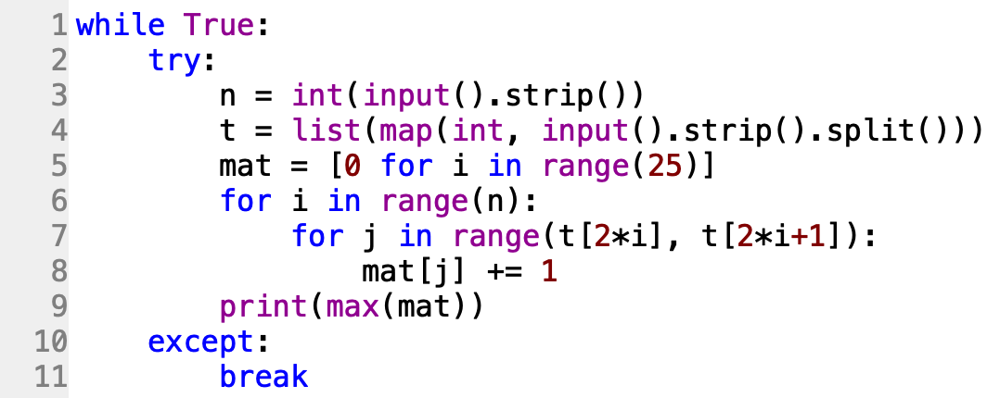 1 while True:
2     try:
3         n = int(input().strip())
4         t = list(map(int, input().strip().split()))
5         mat = [0 for i in range(25)]
6         for i in range(n):
7             for j in range(t[2*i], t[2*i+1]):
8                 mat[j] += 1
9         print(max(mat))
10     except:
11         break